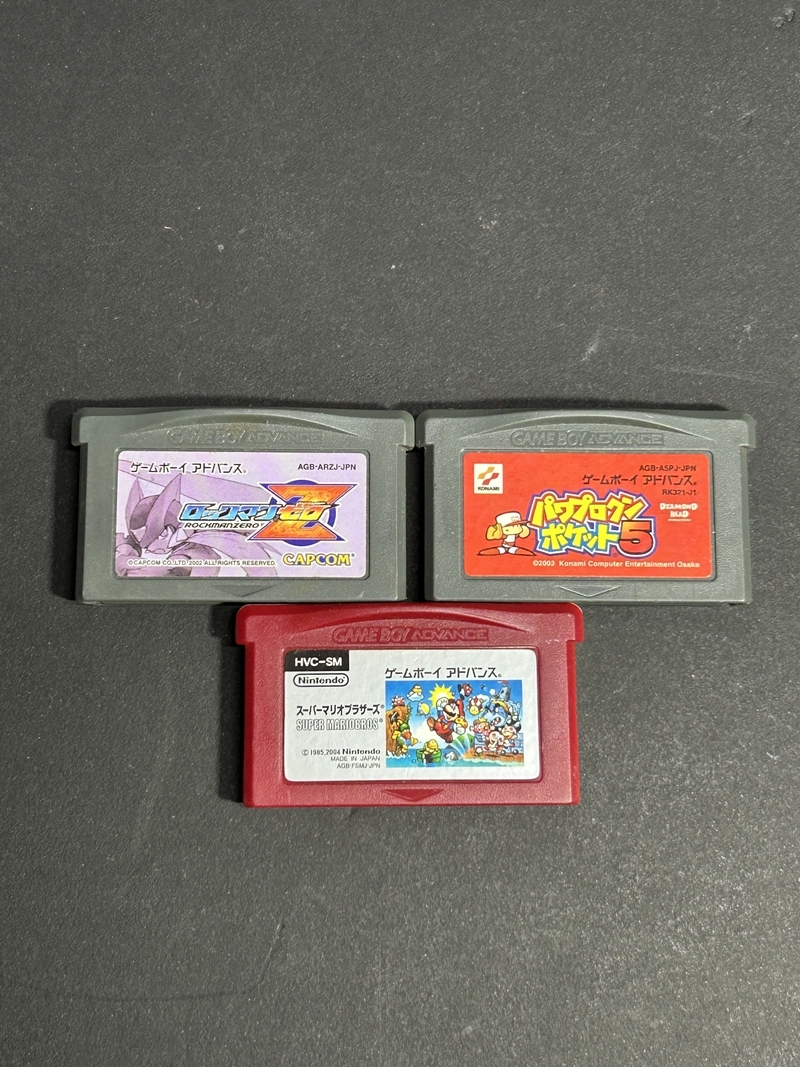 GAME BOY ADVANCE
ゲームボーイ アドバンス®
AGB-ARZJ-JPN
ロックマンゼロ
ROCKMANZERO
©CAPCOM CO., LTD. 2002 ALL RIGHTS RESERVED.
CAPCOM®
GAME BOY ADVANCE
KONAMI
AGB-A5PJ-JPN
ゲームボーイ アドバンス®
RK321-J1
パワプロクン
ポケット5
DIAMOND
HEAD
©2003 Konami Computer Entertainment Osaka
GAME BOY ADVANCE
HVC-SM
Nintendo®
ゲームボーイ アドバンス®
スーパーマリオブラザーズ®
SUPER MARIOBROS®
©1985,2004 Nintendo
MADE IN JAPAN
AGB-FSMJ-JPN